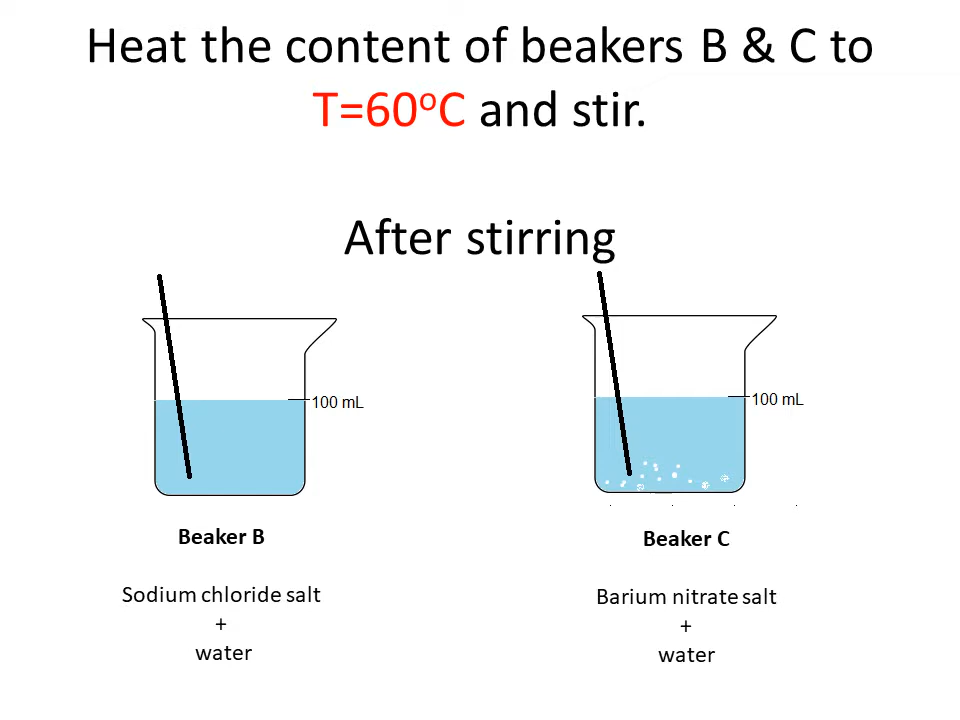 Heat the content of beakers B & C to
T=60°C and stir.
After stirring
100 mL
100 mL
Beaker B
Beaker C
Sodium chloride salt
+
water
Barium nitrate salt
+
water